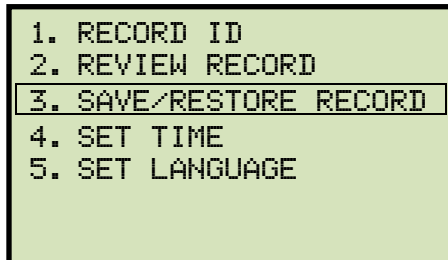 1. RECORD ID
2. REVIEW RECORD
3. SAVE/RESTORE RECORD
4. SET TIME
5. SET LANGUAGE